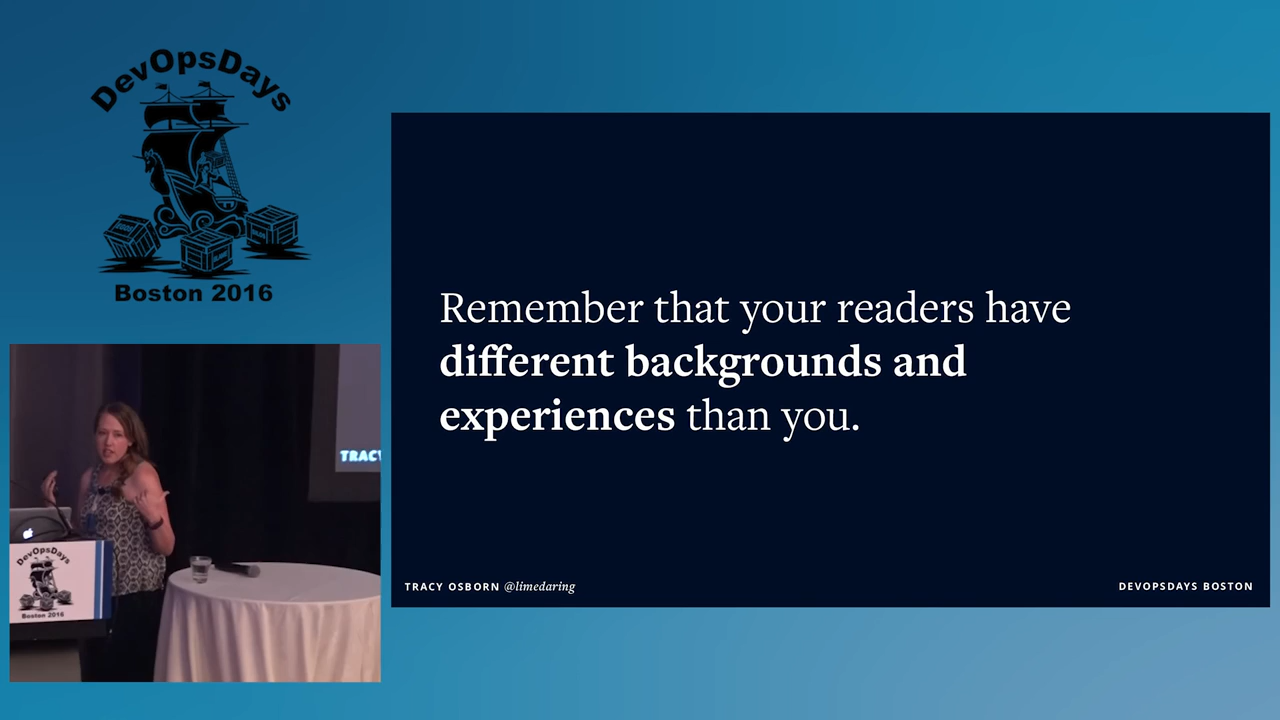 DevOpsDays
Boston 2016
Remember that your readers have
different backgrounds and
experiences than you.
TRACY OSBORN @limedaring
DEVOPSDAYS BOSTON
TRACY
DevOpsDays
Boston 2016